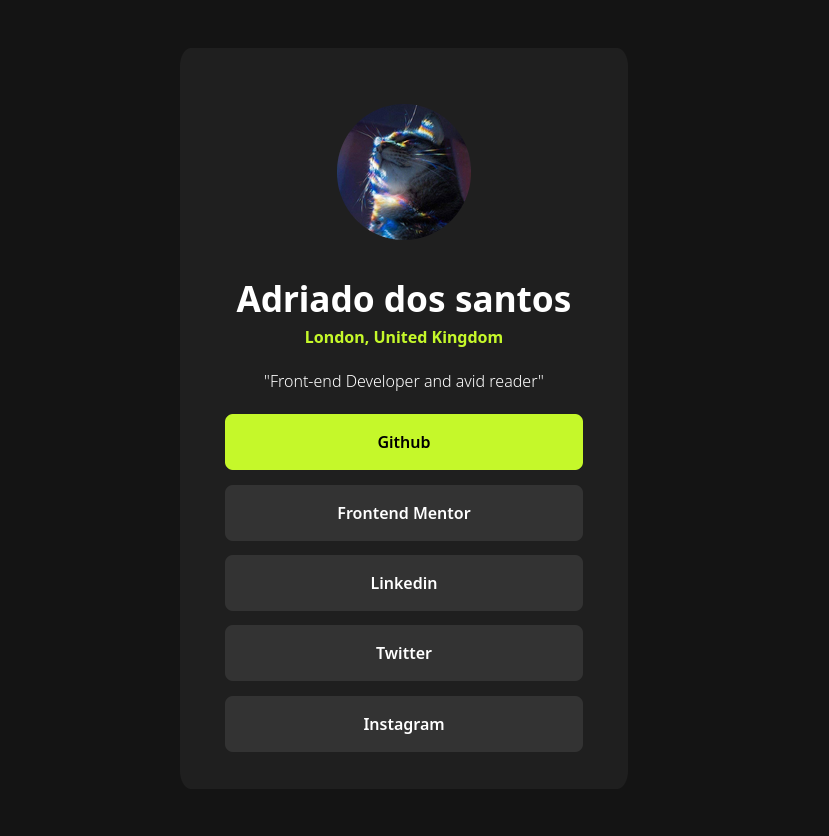 Adriado dos santos
London, United Kingdom
"Front-end Developer and avid reader"
Github
Frontend Mentor
Linkedin
Twitter
Instagram